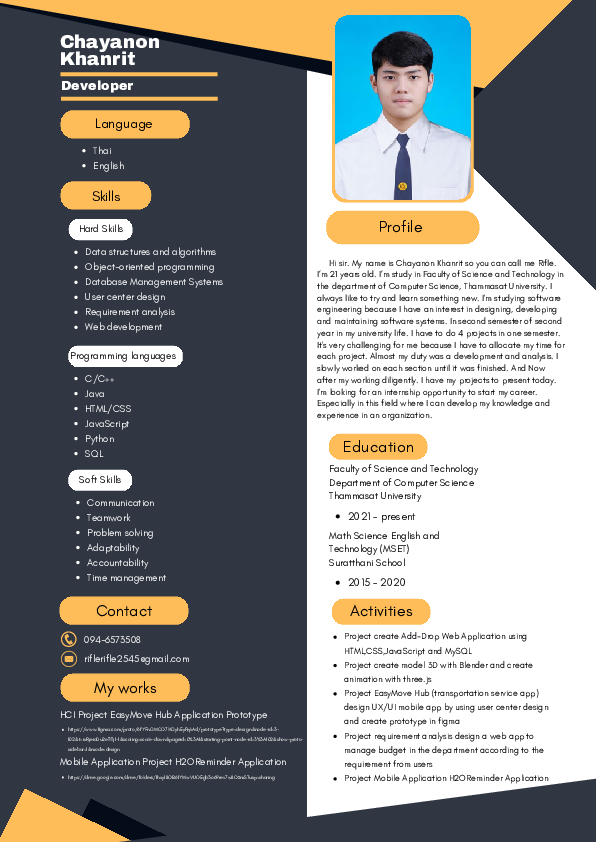 Chayanon
Khanrit
Developer
Language
Thai
English
Skills
Hard Skills
Data structures and algorithms
Object-oriented programming
Database Management Systems
User center design
Requirement analysis
Web development
Programming languages
C/C++
Java
HTML/CSS
JavaScript
Python
SQL
Soft Skills
Communication
Teamwork
Problem solving
Adaptability
Accountability
Time management
Contact
094-6573508
riflerifle2545@gmail.com
My works
HCI Project EasyMove Hub Application Prototype
Mobile Application Project H2O Reminder Application
Profile
Hi sir. My name is Chayanon Khanrit so you can call me Rifle.
I'm 21 years old. I'm study in Faculty of Science and Technology in
the department of Computer Science, Thammasat University. I
always like to try and learn something new. I'm studying software
engineering because I have an interest in designing, developing
and maintaining software systems. In second semester of second
year in my university life. I have to do 4 projects in one semester.
It's very challenging for me because I have to allocate my time for
each project. Almost my duty was a development and analysis. I
slowly worked on each section until it was finished. And Now
after my working diligently. I have my projects to present today.
I'm looking for an internship opportunity to start my career.
Especially in this field where I can develop my knowledge and
experience in an organization.
Education
Faculty of Science and Technology
Department of Computer Science
Thammasat University
2021 - present
Math Science English and
Technology (MSET)
Suratthani School
2015 - 2020
Activities
Project create Add-Drop Web Application using
HTML,CSS,JavaScript and MySQL
Project create model 3D with Blender and create
animation with three.js
Project EasyMove Hub (transportation service app)
design UX/UI mobile app by using user center design
and create prototype in figma
Project requirement analysis design a web app to
manage budget in the department according to the
requirement from users
Project Mobile Application H2O Reminder Application